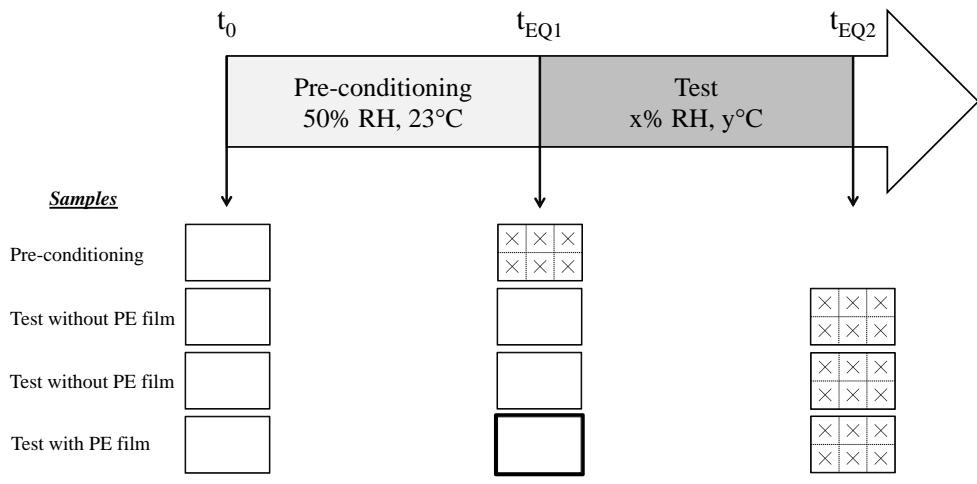 t0
tEQ1
tEQ2
Pre-conditioning
50% RH, 23°C
Test
x% RH, y°C
Samples
Pre-conditioning
Test without PE film
Test without PE film
Test with PE film